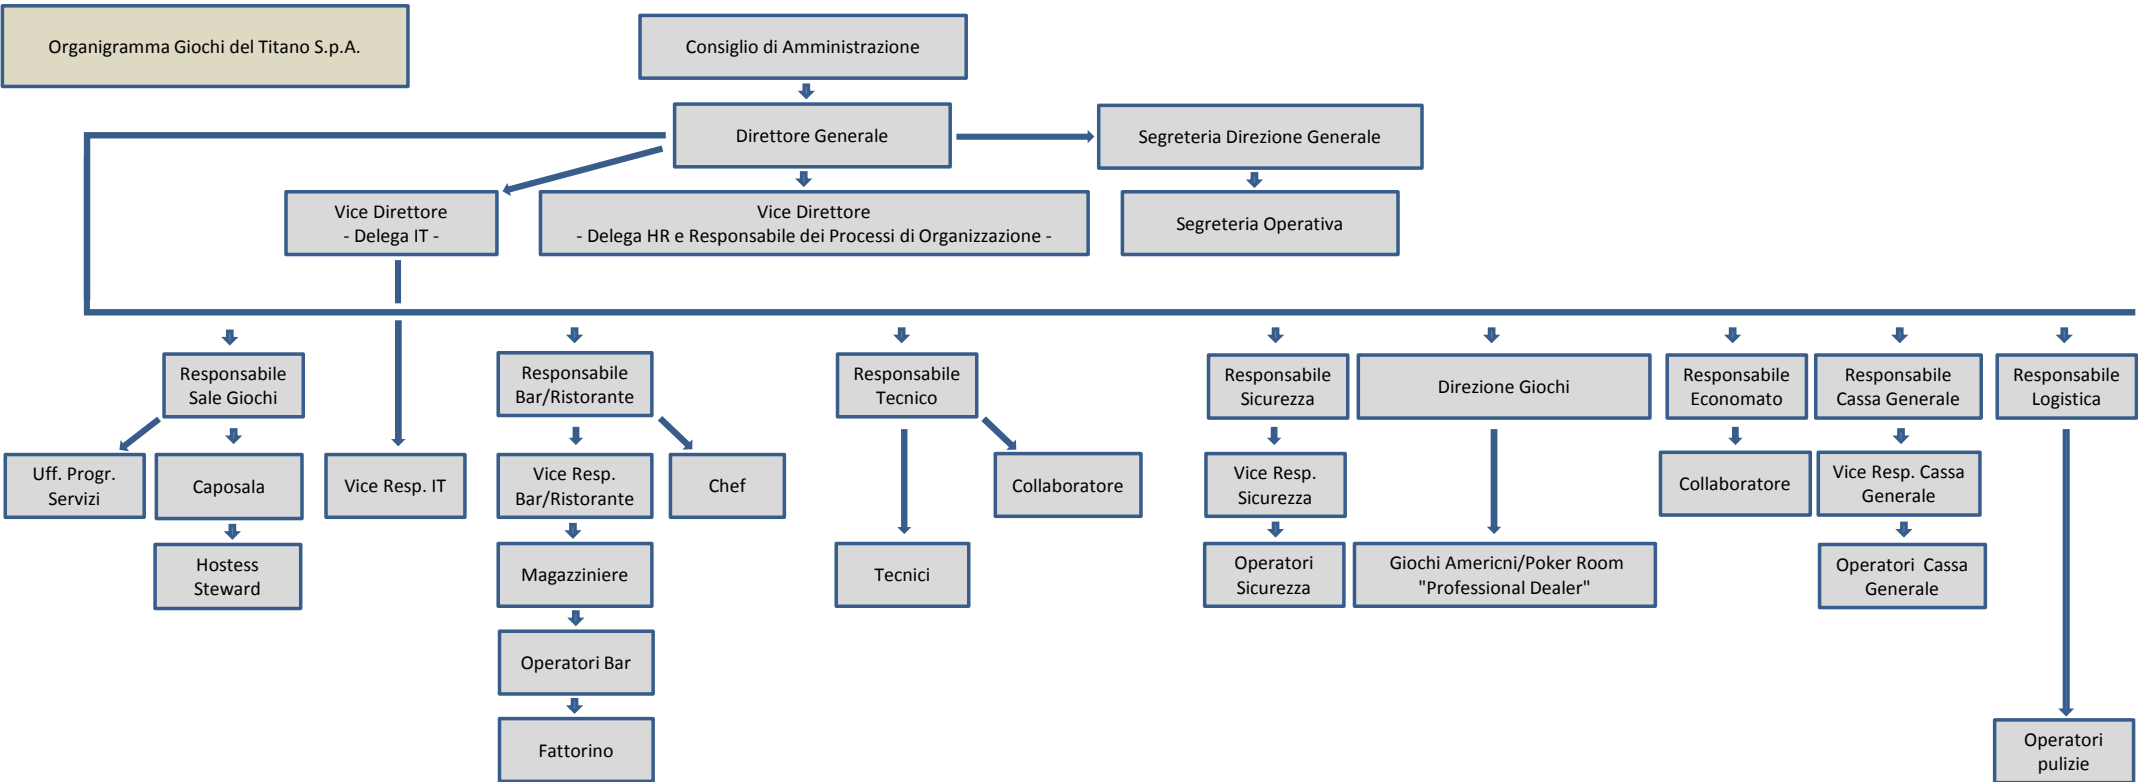 Organigramma Giochi del Titano S.p.A.
Consiglio di Amministrazione
Direttore Generale
Segreteria Direzione Generale
Vice Direttore
- Delega IT -
Vice Direttore
- Delega HR e Responsabile dei Processi di Organizzazione -
Segreteria Operativa
Responsabile
Sale Giochi
Responsabile
Bar/Ristorante
Responsabile
Tecnico
Responsabile
Sicurezza
Direzione Giochi
Responsabile
Economato
Responsabile
Cassa Generale
Responsabile
Logistica
Uff. Progr.
Servizi
Caposala
Vice Resp. IT
Vice Resp.
Bar/Ristorante
Chef
Collaboratore
Vice Resp.
Sicurezza
Collaboratore
Vice Resp. Cassa
Generale
Hostess
Steward
Magazziniere
Tecnici
Operatori
Sicurezza
Giochi Americni/Poker Room
"Professional Dealer"
Operatori  Cassa
Generale
Operatori Bar
Fattorino
Operatori
pulizie